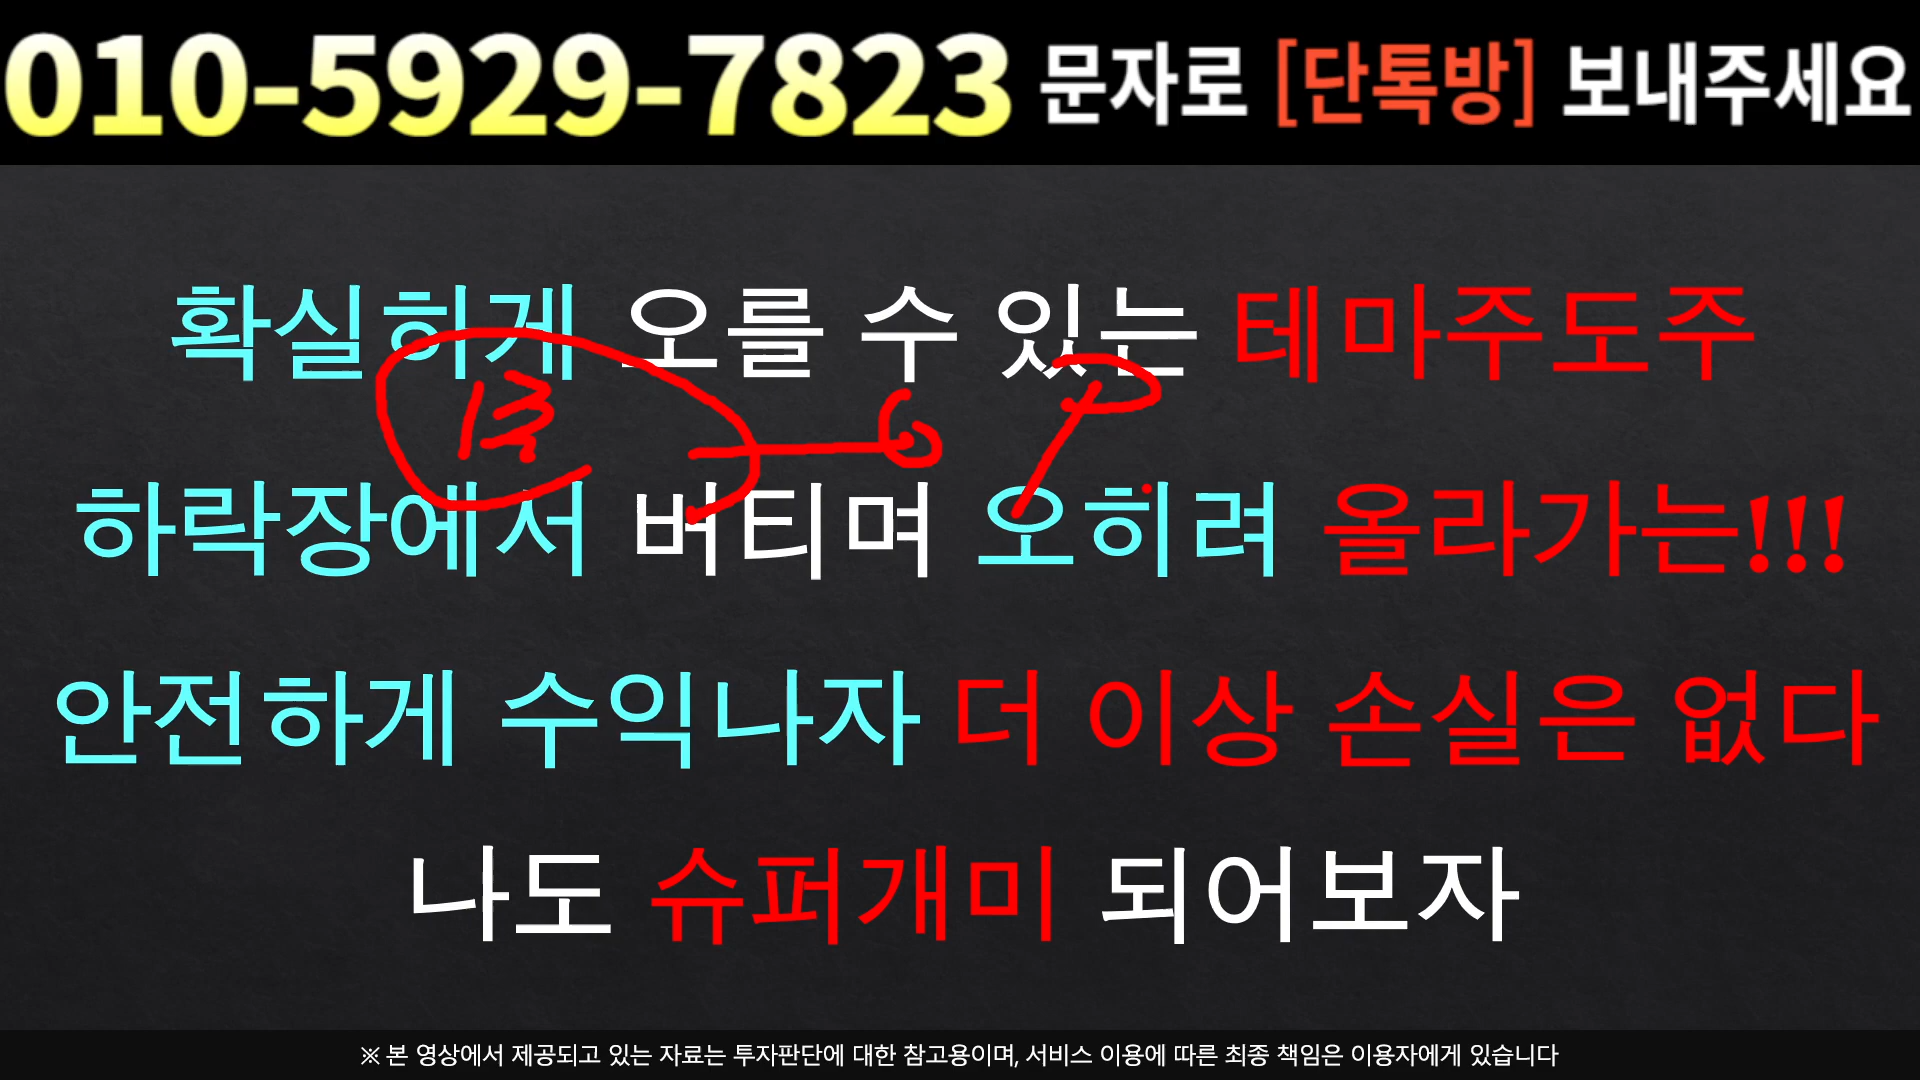 010-5929-7823 문자로 [단톡방] 보내주세요
확실하게 오를 수 있는 테마주도주
하락장에서 버티며 오히려 올라가는!!!
안전하게 수익나자 더 이상 손실은 없다
나도 슈퍼개미 되어보자
※ 본 영상에서 제공되고 있는 자료는 투자판단에 대한 참고용이며, 서비스 이용에 따른 최종 책임은 이용자에게 있습니다